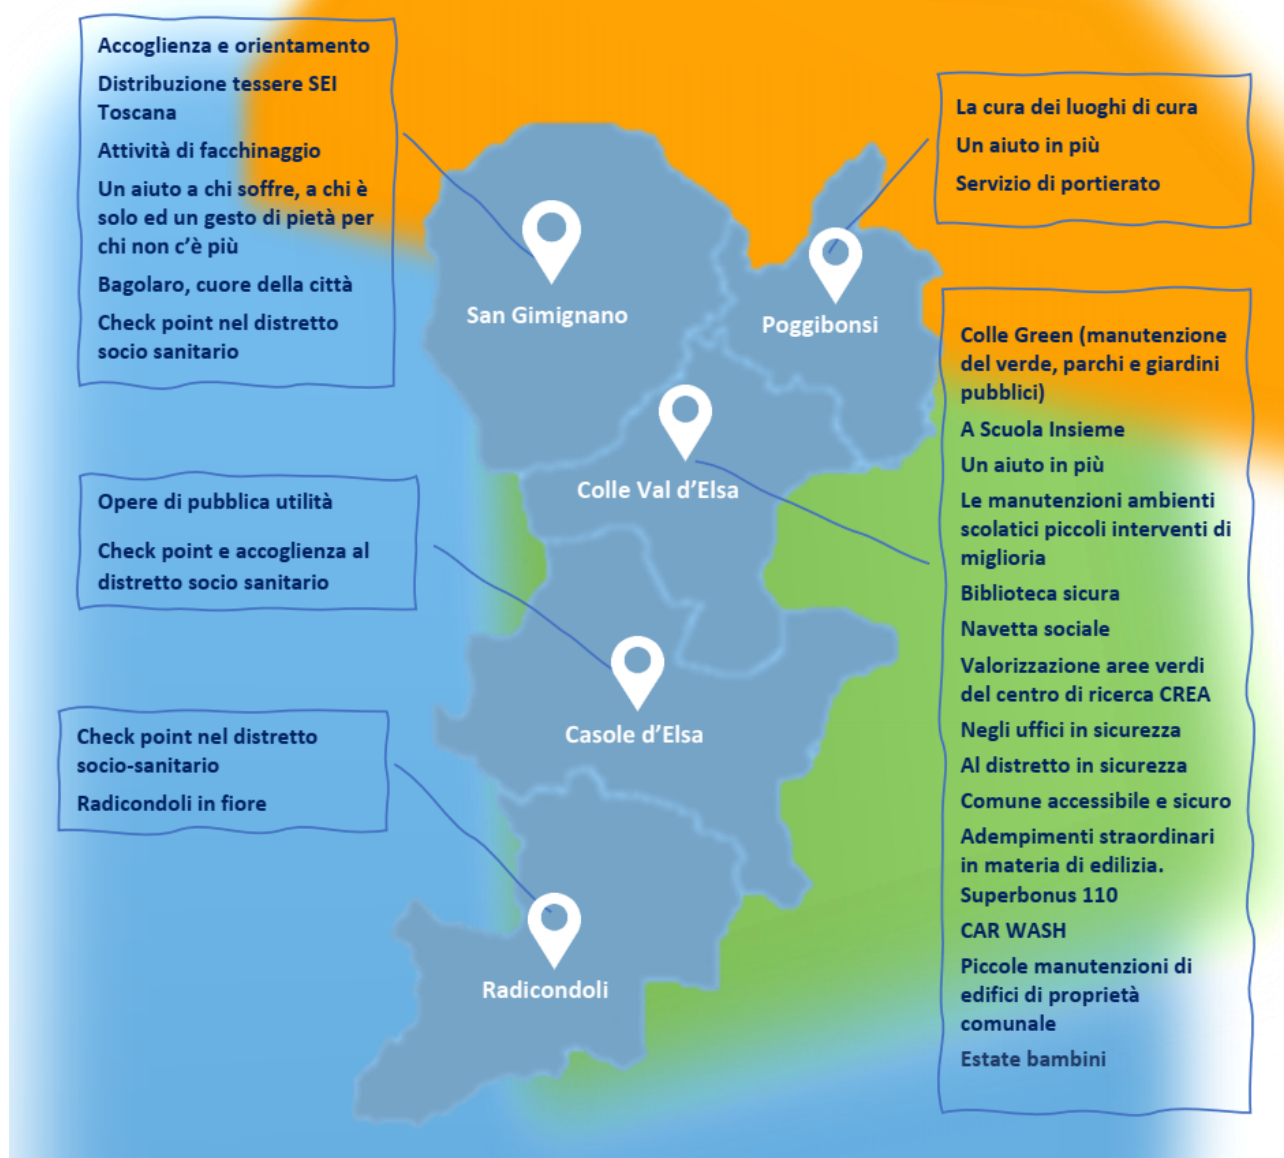 Accoglienza e orientamento
Distribuzione tessere SEI
Toscana
Attività di facchinaggio
Un aiuto a chi soffre, a chi è
solo ed un gesto di pietà per
chi non c'è più
Bagolaro, cuore della città
Check point nel distretto
socio sanitario
La cura dei luoghi di cura
Un aiuto in più
Servizio di portierato
San Gimignano
Poggibonsi
Colle Val d'Elsa
Casole d'Elsa
Radicondoli
Opere di pubblica utilità
Check point e accoglienza al
distretto socio sanitario
Check point nel distretto
socio-sanitario
Radicondoli in fiore
Colle Green (manutenzione
del verde, parchi e giardini
pubblici)
A Scuola Insieme
Un aiuto in più
Le manutenzioni ambienti
scolatici piccoli interventi di
miglioria
Biblioteca sicura
Navetta sociale
Valorizzazione aree verdi
del centro di ricerca CREA
Negli uffici in sicurezza
Al distretto in sicurezza
Comune accessibile e sicuro
Adempimenti straordinari
in materia di edilizia.
Superbonus 110
CAR WASH
Piccole manutenzioni di
edifici di proprietà
comunale
Estate bambini